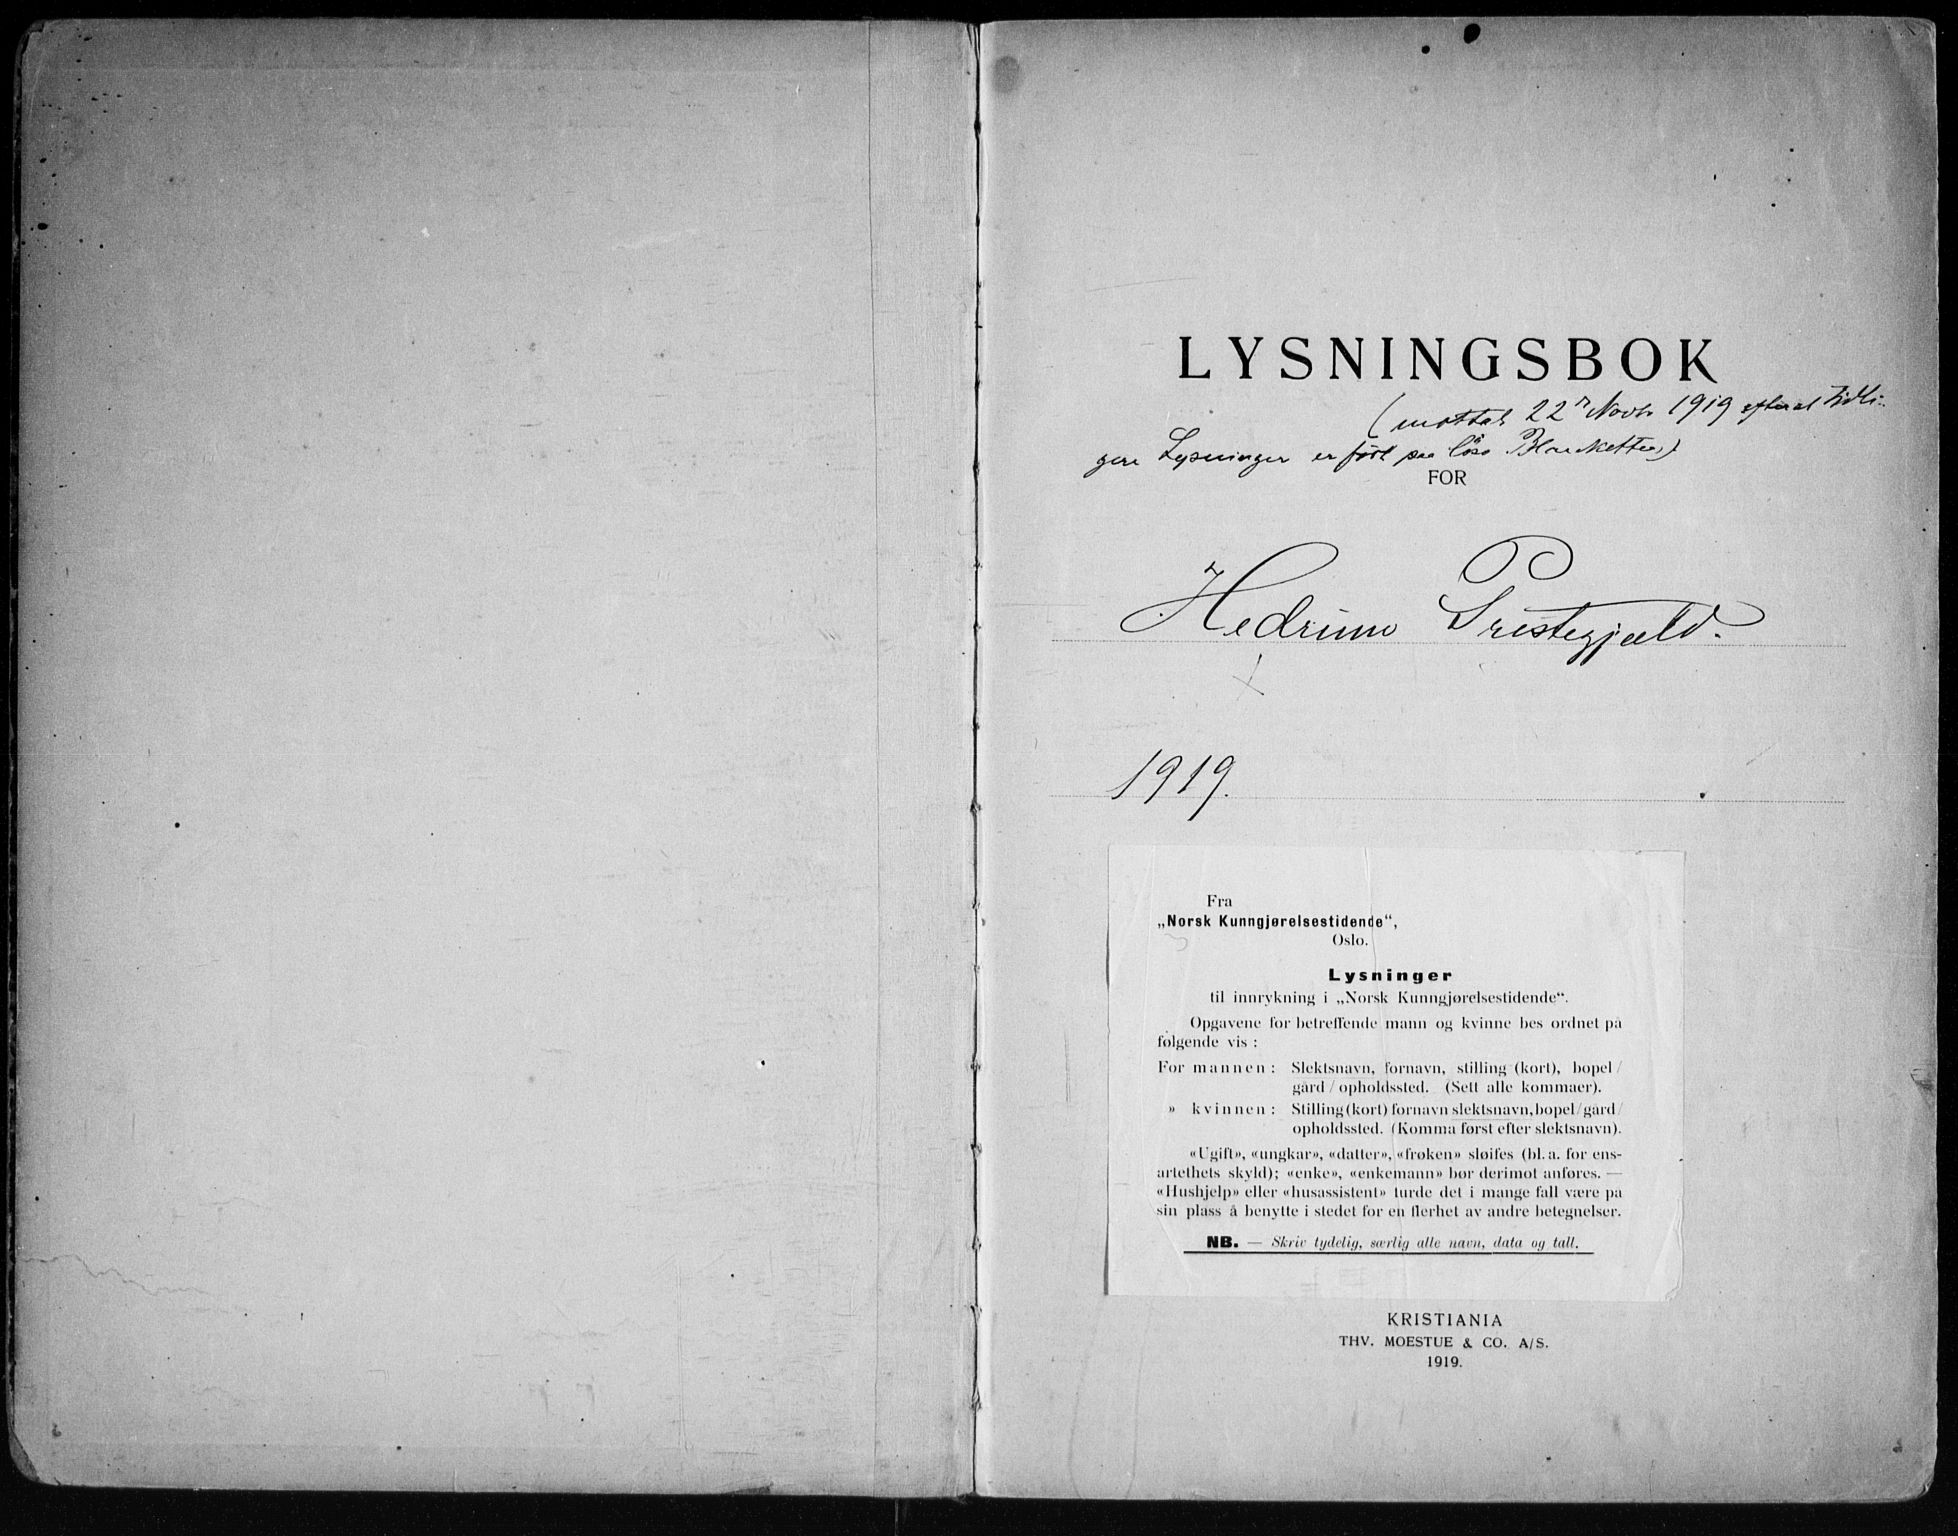 LYSNINGSBOK
(mottat 22n Novb 1919 efterat tidli-
gere Lysninger er ført paa løse Blanketter)
FOR
Hedrum Prestegjæld.
1919.
Fra
„Norsk Kunngjørelsestidende“,
Oslo.
Lysninger
til innrykning i „Norsk Kunngjørelsestidende“.
Opgavene for betreffende mann og kvinne bes ordnet på
følgende vis :
For mannen : Slektsnavn, fornavn, stilling (kort), bopel /
gård / opholdssted. (Sett alle kommaer).
» kvinnen : Stilling (kort) fornavn slektsnavn, bopel / gård /
opholdssted. (Komma først efter slektsnavn).
«Ugift», «ungkar», «datter», «frøken» sløifes (bl. a. for ens-
artethets skyld); «enke», «enkemann» bør derimot anføres. —
«Hushjelp» eller «husassistent» turde det i mange fall være på
sin plass å benytte i stedet for en flerhet av andre betegnelser.
NB. — Skriv tydelig, særlig alle navn, data og tall.
KRISTIANIA
THV. MOESTUE & CO. A/S.
1919.